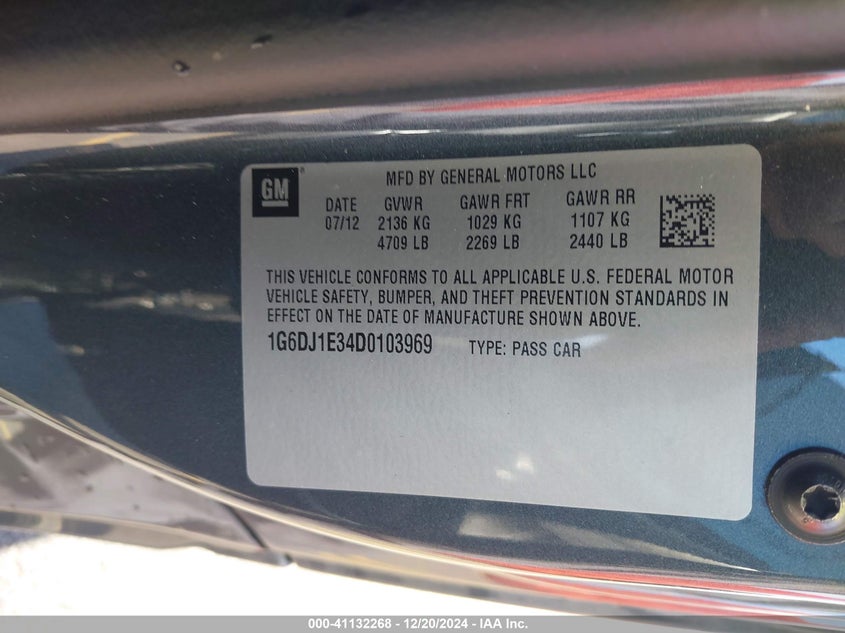 GM
MFD BY GENERAL MOTORS LLC
DATE GVWR GAWR FRT GAWR RR
07/12 2136 KG 1029 KG 1107 KG
4709 LB 2269 LB 2440 LB
THIS VEHICLE CONFORMS TO ALL APPLICABLE U.S. FEDERAL MOTOR
VEHICLE SAFETY, BUMPER, AND THEFT PREVENTION STANDARDS IN
EFFECT ON THE DATE OF MANUFACTURE SHOWN ABOVE.
1G6DJ1E34D0103969 TYPE: PASS CAR
000-41132268 - 12/20/2024 - IAA Inc.